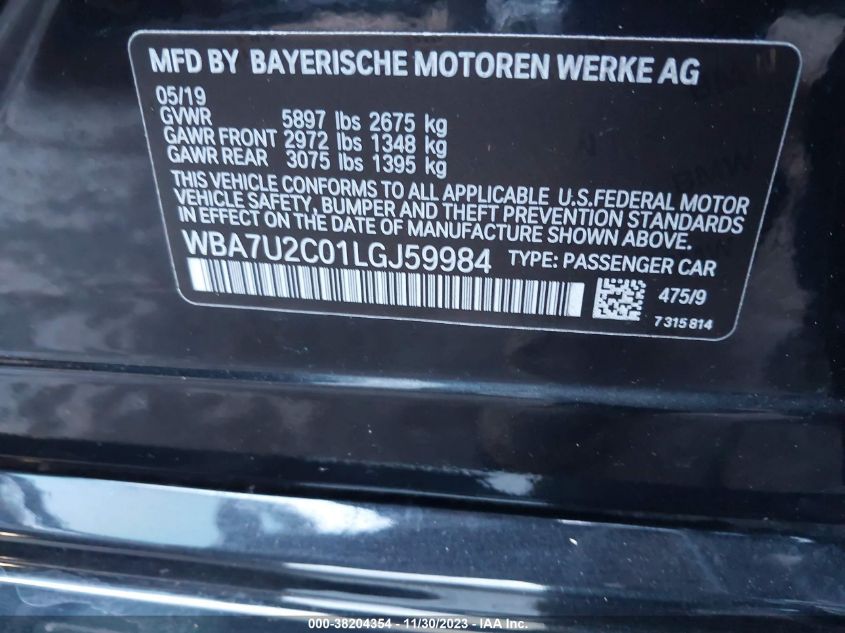 MFD BY BAYERISCHE MOTOREN WERKE AG
05/19
GVWR 5897 lbs 2675 kg
GAWR FRONT 2972 lbs 1348 kg
GAWR REAR 3075 lbs 1395 kg
THIS VEHICLE CONFORMS TO ALL APPLICABLE U.S.FEDERAL MOTOR
VEHICLE SAFETY, BUMPER AND THEFT PREVENTION STANDARDS
IN EFFECT ON THE DATE OF MANUFACTURE SHOWN ABOVE.
WBA7U2C01LGJ59984 TYPE: PASSENGER CAR
475/9
7 315 814
000-38204354 - 11/30/2023 - IAA Inc.